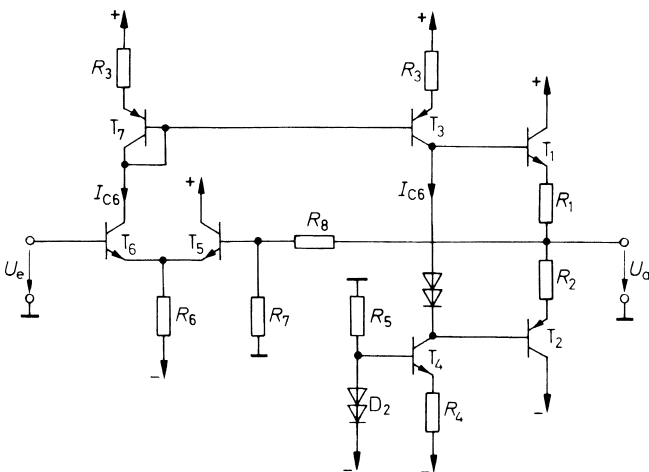 +
+
R3
R3
+
T7
T3
T1
IC6
+
IC6
R1
R8
T6
T5
Ue
Ua
R2
R6
R7
R5
T4
T2
−
D2
R4
−
−
−